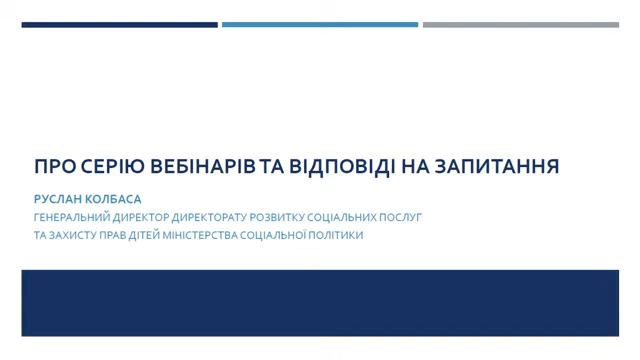 ПРО СЕРІЮ ВЕБІНАРІВ ТА ВІДПОВІДІ НА ЗАПИТАННЯ
РУСЛАН КОЛБАСА
ГЕНЕРАЛЬНИЙ ДИРЕКТОР ДИРЕКТОРАТУ РОЗВИТКУ СОЦІАЛЬНИХ ПОСЛУГ
ТА ЗАХИСТУ ПРАВ ДІТЕЙ МІНІСТЕРСТВА СОЦІАЛЬНОЇ ПОЛІТИКИ